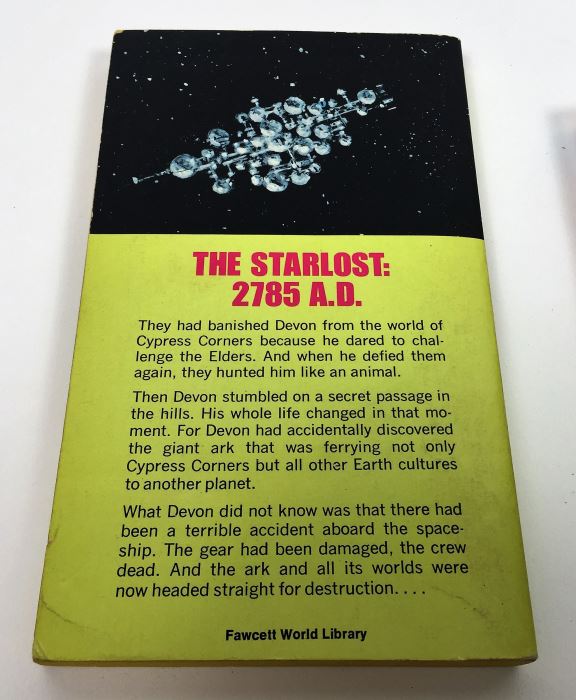 THE STARLOST:
2785 A.D.
They had banished Devon from the world of
Cypress Corners because he dared to chal-
lenge the Elders. And when he defied them
again, they hunted him like an animal.
Then Devon stumbled on a secret passage in
the hills. His whole life changed in that mo-
ment. For Devon had accidentally discovered
the giant ark that was ferrying not only
Cypress Corners but all other Earth cultures
to another planet.
What Devon did not know was that there had
been a terrible accident aboard the space-
ship. The gear had been damaged, the crew
dead. And the ark and all its worlds were
now headed straight for destruction. . . .
Fawcett World Library